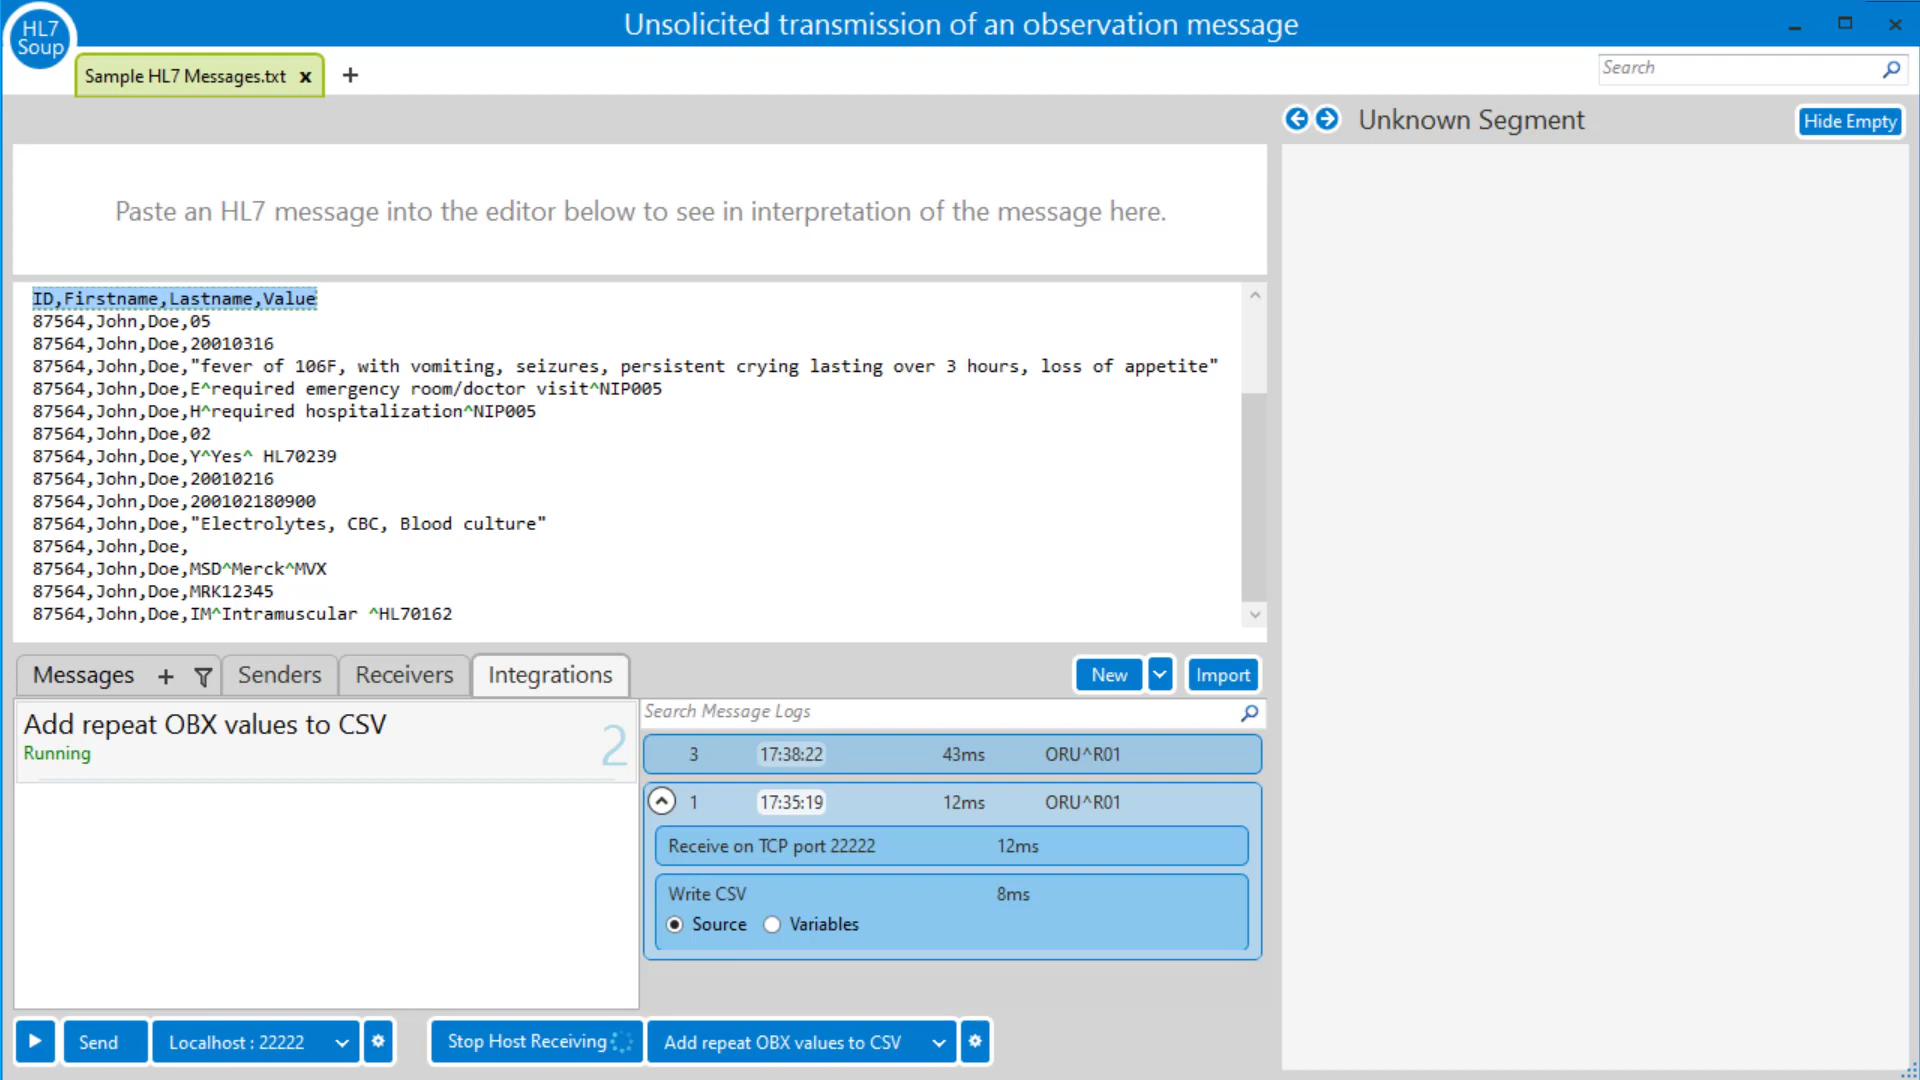 HL7
Soup
Unsolicited transmission of an observation message
Sample HL7 Messages.txt x +
Search
Unknown Segment
Hide Empty
Paste an HL7 message into the editor below to see in interpretation of the message here.
ID,Firstname,Lastname,Value
87564,John,Doe,05
87564,John,Doe,20010316
87564,John,Doe,"fever of 106F, with vomiting, seizures, persistent crying lasting over 3 hours, loss of appetite"
87564,John,Doe,E^required emergency room/doctor visit^NIP005
87564,John,Doe,H^required hospitalization^NIP005
87564,John,Doe,02
87564,John,Doe,Y^Yes^ HL70239
87564,John,Doe,20010216
87564,John,Doe,200102180900
87564,John,Doe,"Electrolytes, CBC, Blood culture"
87564,John,Doe,
87564,John,Doe,MSD^Merck^MVX
87564,John,Doe,MRK12345
87564,John,Doe,IM^Intramuscular ^HL70162
Messages + Senders Receivers Integrations New Import
Add repeat OBX values to CSV
Running
2
Search Message Logs
3 17:38:22 43ms ORU^R01
1 17:35:19 12ms ORU^R01
Receive on TCP port 22222 12ms
Write CSV 8ms
Source Variables
Send Localhost : 22222 Stop Host Receiving Add repeat OBX values to CSV